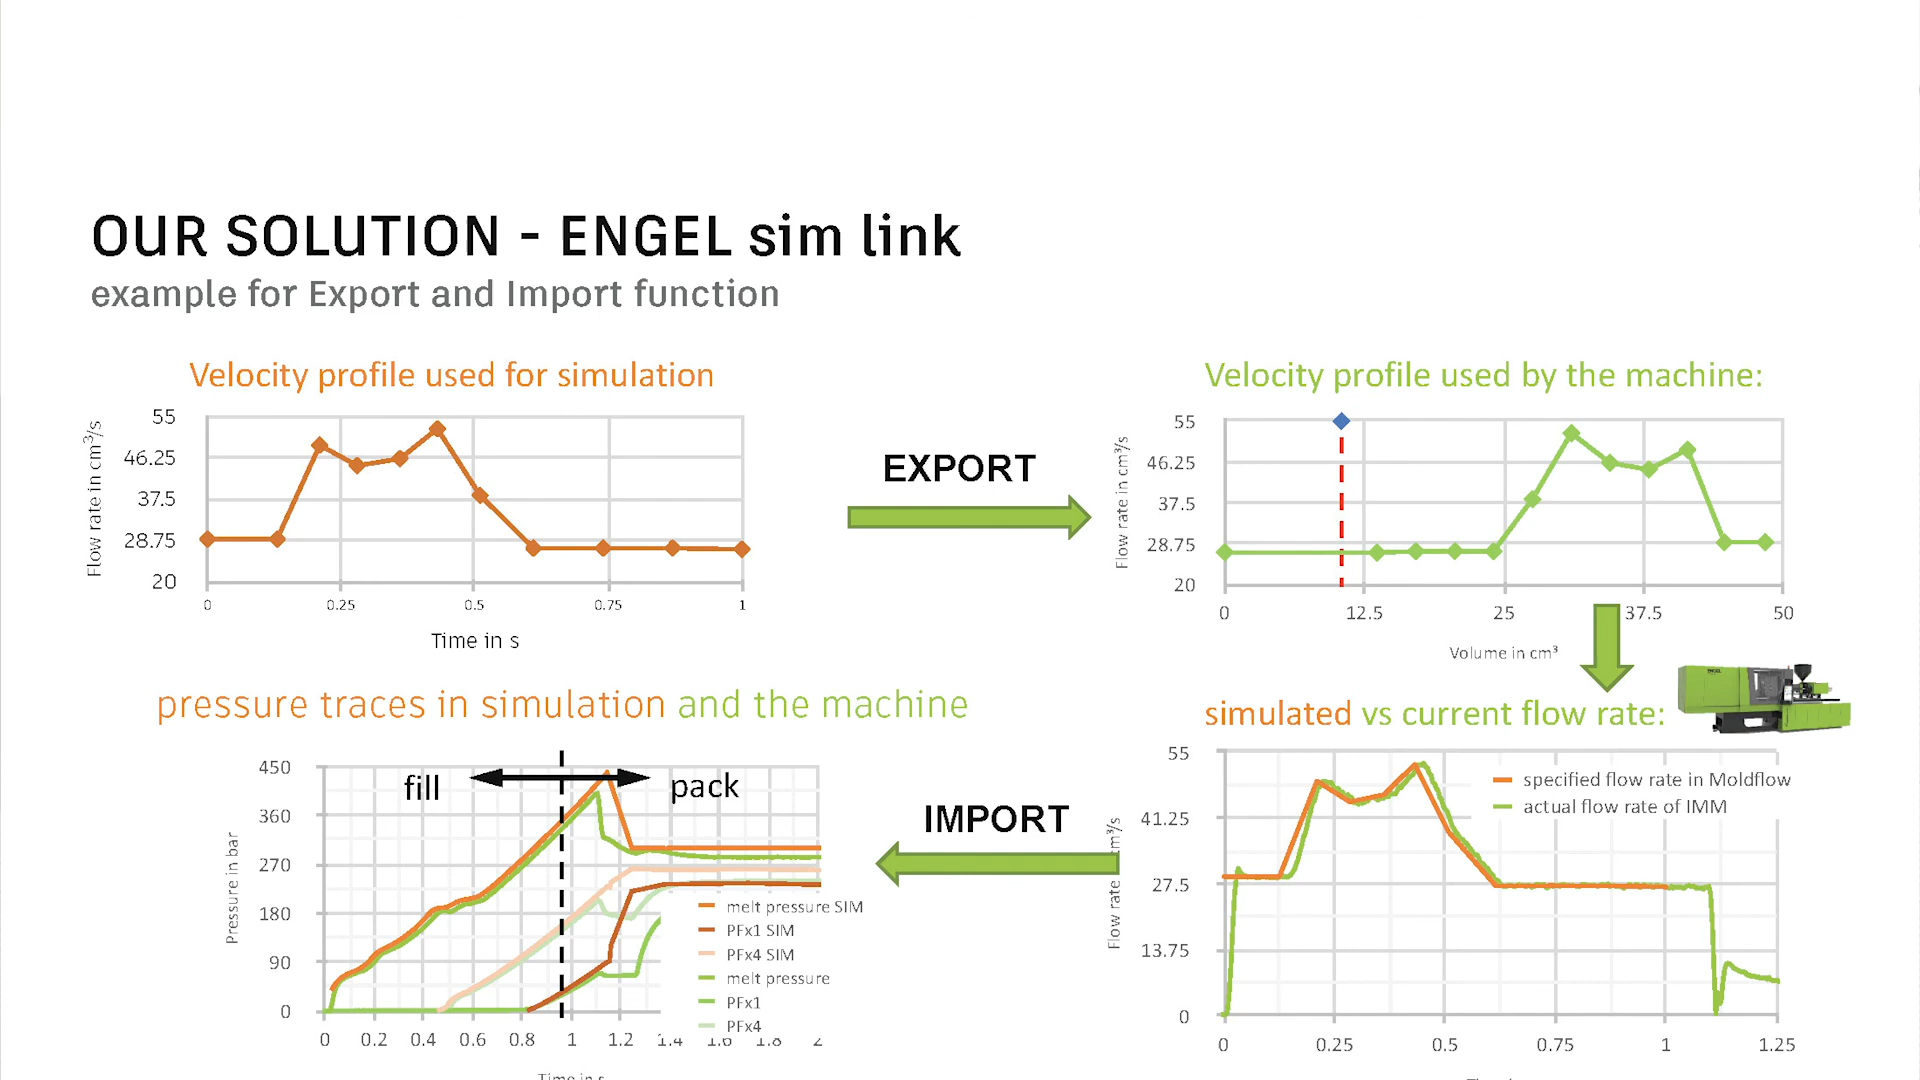 OUR SOLUTION - ENGEL sim link
example for Export and Import function
Velocity profile used for simulation
55
46.25
37.5
28.75
20
Flow rate in cm³/s
0 0.25 0.5 0.75 1
Time in s
EXPORT
Velocity profile used by the machine:
55
46.25
37.5
28.75
20
Flow rate in cm³/s
0 12.5 25 37.5 50
Volume in cm³
pressure traces in simulation and the machine
fill pack
450
360
270
180
90
0
Pressure in bar
melt pressure SIM
PFx1 SIM
PFx4 SIM
melt pressure
PFx1
PFx4
0 0.2 0.4 0.6 0.8 1 1.2 1.4 1.6 1.8 2
Time in s
IMPORT
simulated vs current flow rate:
55
41.25
27.5
13.75
0
Flow rate cm³/s
specified flow rate in Moldflow
actual flow rate of IMM
0 0.25 0.5 0.75 1 1.25